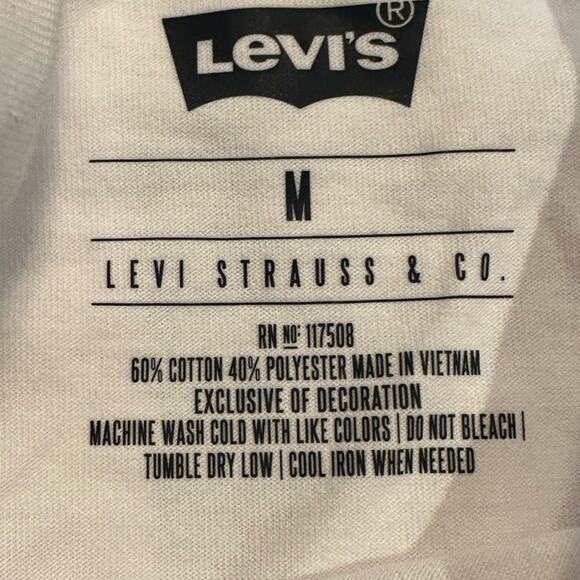 LEVI'S®
M
LEVI STRAUSS & CO.
RN NO: 117508
60% COTTON 40% POLYESTER MADE IN VIETNAM
EXCLUSIVE OF DECORATION
MACHINE WASH COLD WITH LIKE COLORS | DO NOT BLEACH |
TUMBLE DRY LOW | COOL IRON WHEN NEEDED